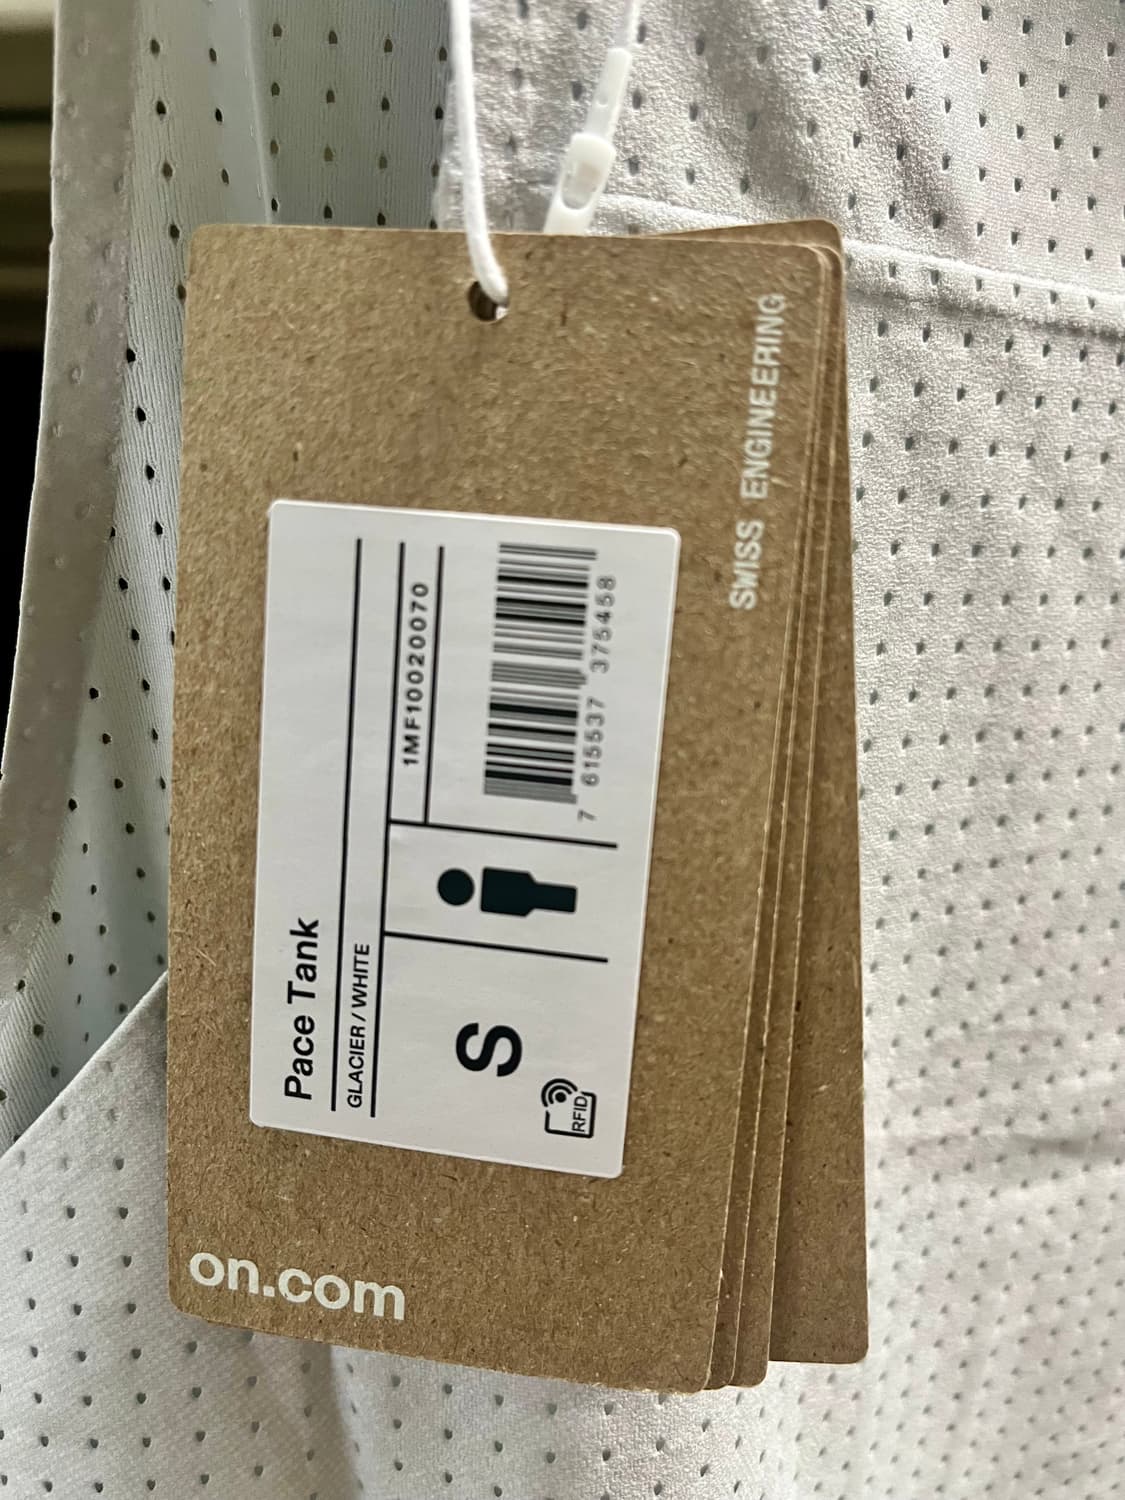 SWISS ENGINEERING
Pace Tank
GLACIER / WHITE
1MF10020070
7 615537 375458
S
RFID
on.com